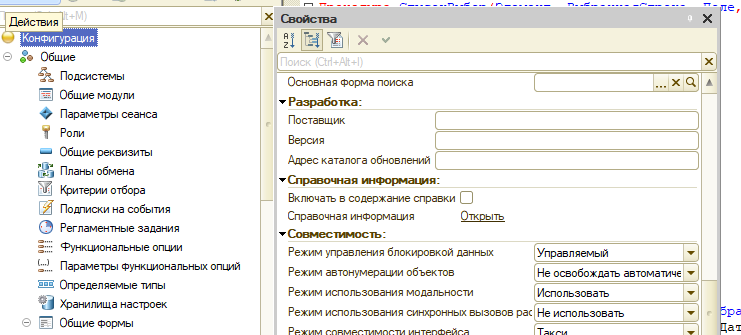 Процедура СписокВыбор(Элемент, ВыбраннаяСтрока, Поле,
Действия
Свойства
Конфигурация
Общие
Подсистемы
Общие модули
Параметры сеанса
Роли
Общие реквизиты
Планы обмена
Критерии отбора
Подписки на события
Регламентные задания
Функциональные опции
Параметры функциональных опций
Определяемые типы
Хранилища настроек
Общие формы
Поиск (Ctrl+Alt+I)
Основная форма поиска
Разработка:
Поставщик
Версия
Адрес каталога обновлений
Справочная информация:
Включать в содержание справки
Справочная информация Открыть
Совместимость:
Режим управления блокировкой данных Управляемый
Режим автонумерации объектов Не освобождать автоматиче
Режим использования модальности Использовать
Режим использования синхронных вызовов рас Не использовать
Режим совместимости интерфейса Такси